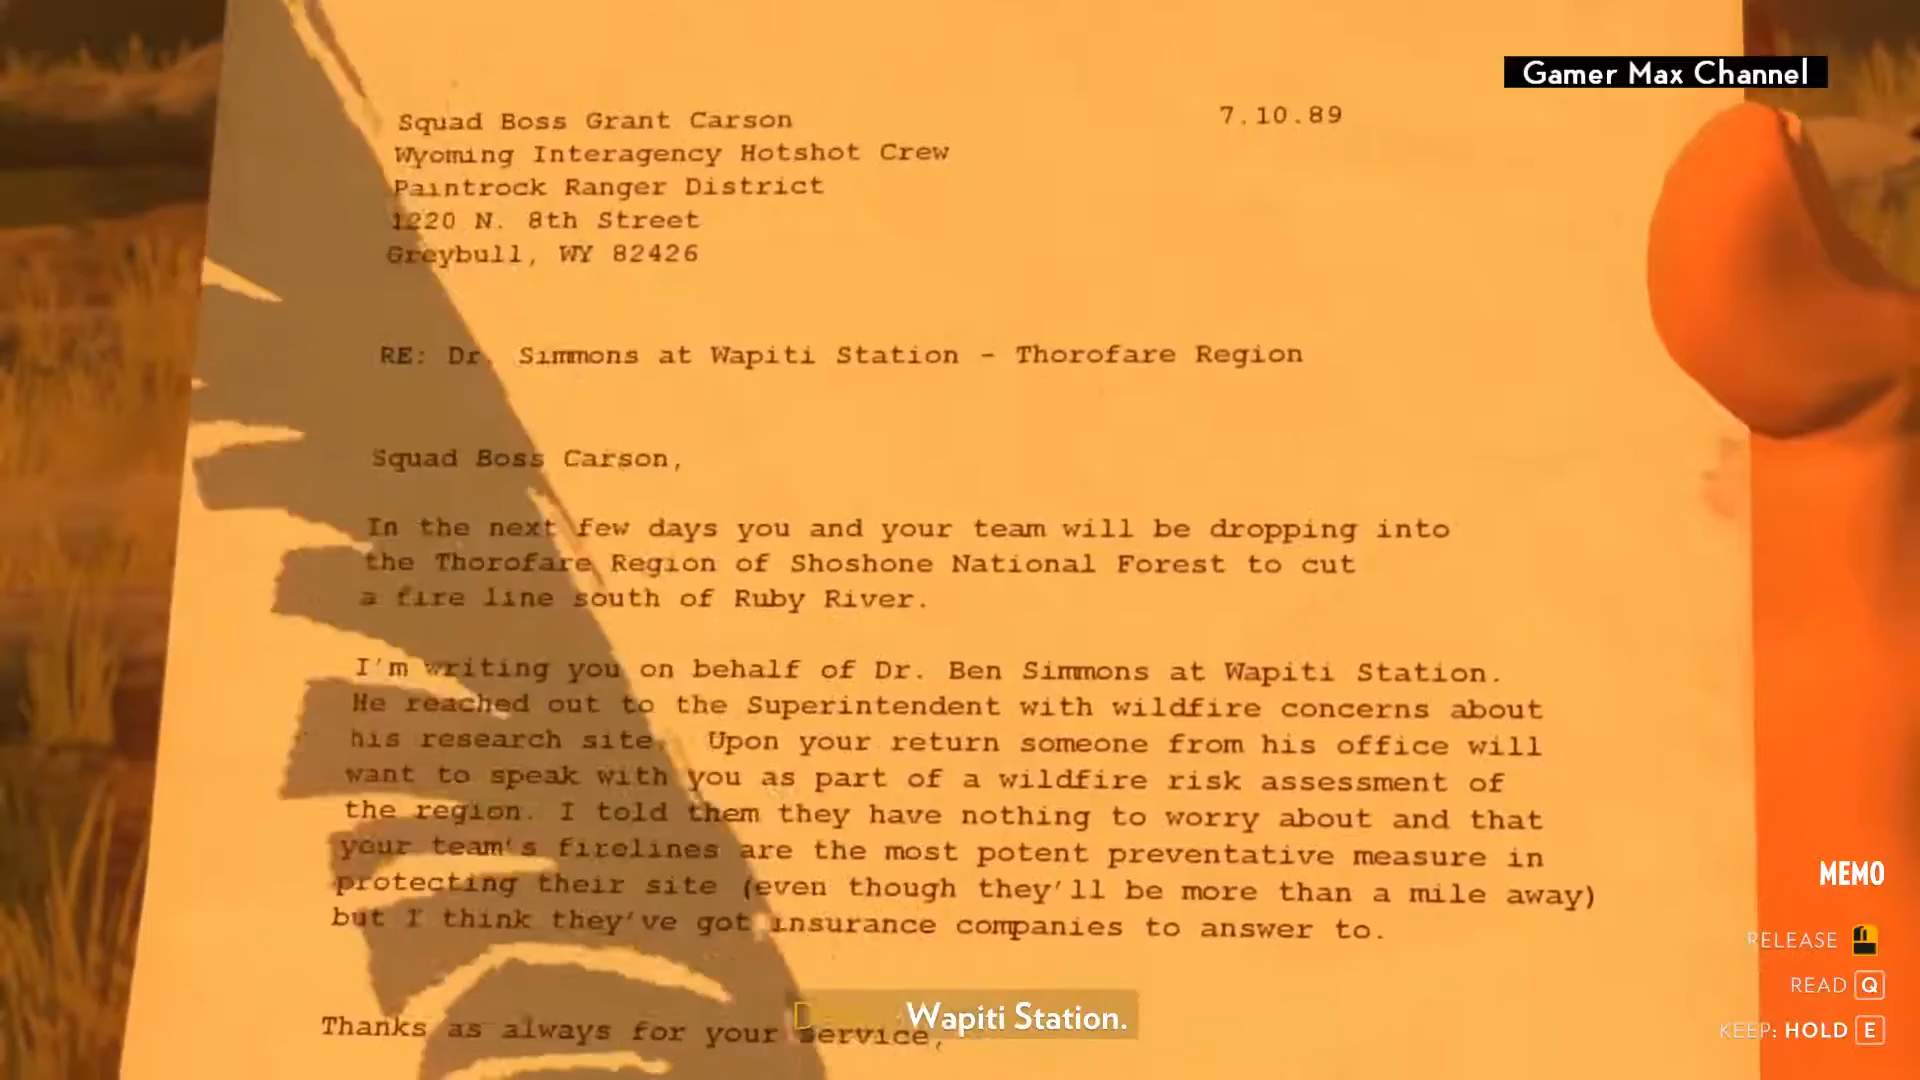 Gamer Max Channel
7.10.89
Squad Boss Grant Carson
Wyoming Interagency Hotshot Crew
Paintrock Ranger District
1220 N. 8th Street
Greybull, WY 82426
RE: Dr. Simmons at Wapiti Station - Thorofare Region
Squad Boss Carson,
In the next few days you and your team will be dropping into
the Thorofare Region of Shoshone National Forest to cut
a fire line south of Ruby River.
I'm writing you on behalf of Dr. Ben Simmons at Wapiti Station.
He reached out to the Superintendent with wildfire concerns about
his research site. Upon your return someone from his office will
want to speak with you as part of a wildfire risk assessment of
the region. I told them they have nothing to worry about and that
your team's firelines are the most potent preventative measure in
protecting their site (even though they'll be more than a mile away)
but I think they've got insurance companies to answer to.
Thanks as always for your service,
Wapiti Station.
MEMO
RELEASE
READ Q
KEEP: HOLD E